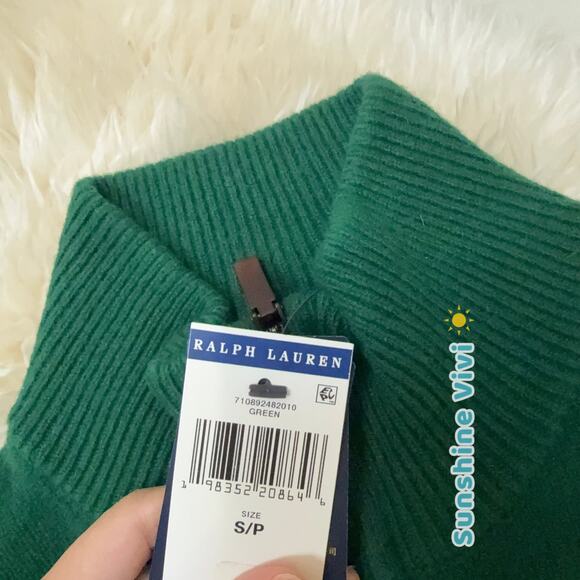 RALPH LAUREN
710892482010
GREEN
1 98352 20864 6
SIZE
S/P
Sunshine Vivi